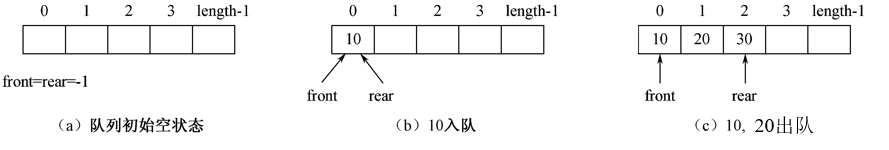 0 1 2 3 length-1 0 1 2 3 length-1 0 1 2 3 length-1
10 10 20 30
front=rear=-1
front rear front rear
（a）队列初始空状态 （b）10入队 （c）10, 20出队